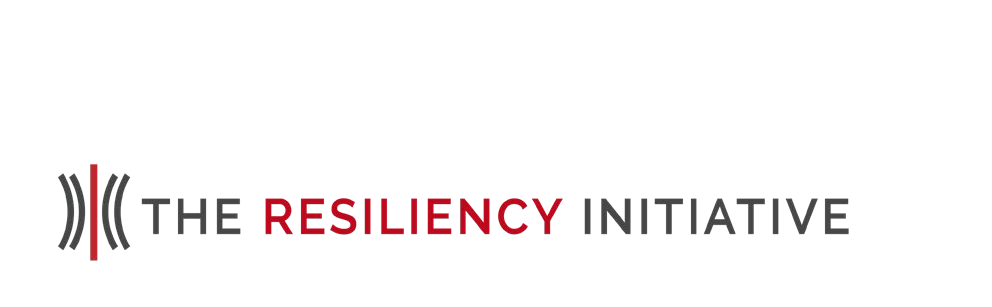 THE RESILIENCY INITIATIVE